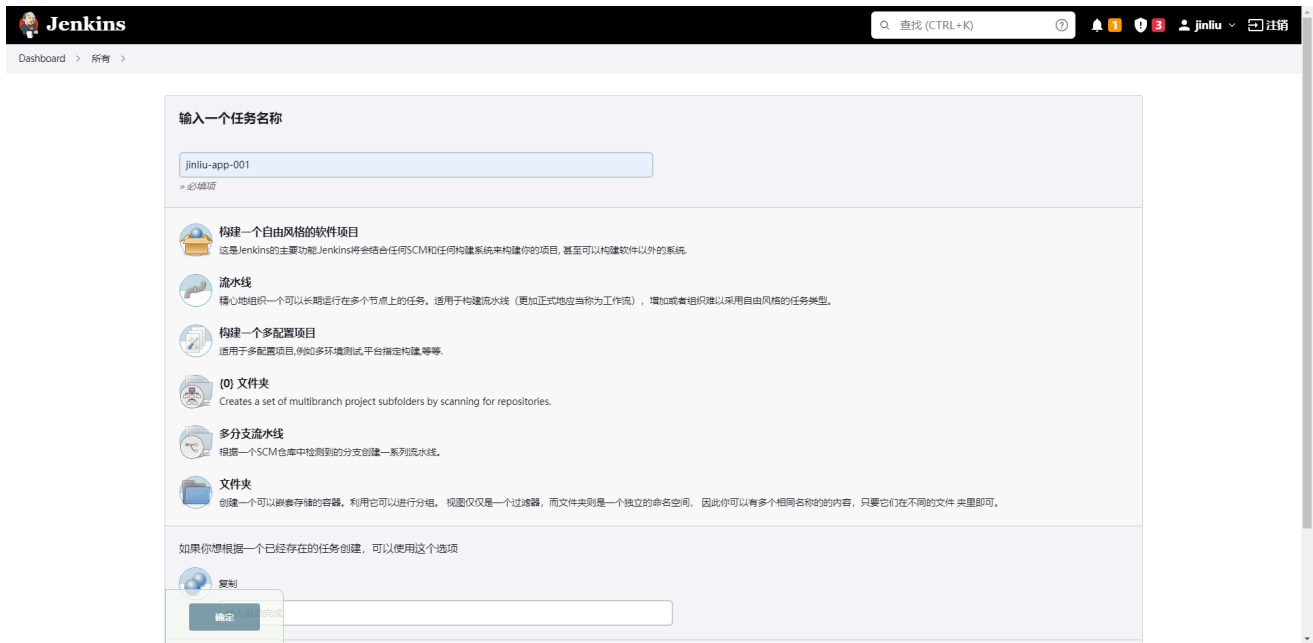 Jenkins
查找 (CTRL+K)
1
3
jinliu
注销
Dashboard > 所有 >
输入一个任务名称
jinliu-app-001
» 必填项
构建一个自由风格的软件项目
这是Jenkins的主要功能.Jenkins将会结合任何SCM和任何构建系统来构建你的项目, 甚至可以构建软件以外的系统.
流水线
精心地组织一个可以长期运行在多个节点上的任务。适用于构建流水线（更加正式地应当称为工作流），增加或者组织难以采用自由风格的任务类型。
构建一个多配置项目
适用于多配置项目,例如多环境测试,平台指定构建,等等.
{0} 文件夹
Creates a set of multibranch project subfolders by scanning for repositories.
多分支流水线
根据一个SCM仓库中检测到的分支创建一系列流水线。
文件夹
创建一个可以嵌套存储的容器。利用它可以进行分组。 视图仅仅是一个过滤器，而文件夹则是一个独立的命名空间， 因此你可以有多个相同名称的的内容，只要它们在不同的文件 夹里即可。
如果你想根据一个已经存在的任务创建，可以使用这个选项
复制
确定